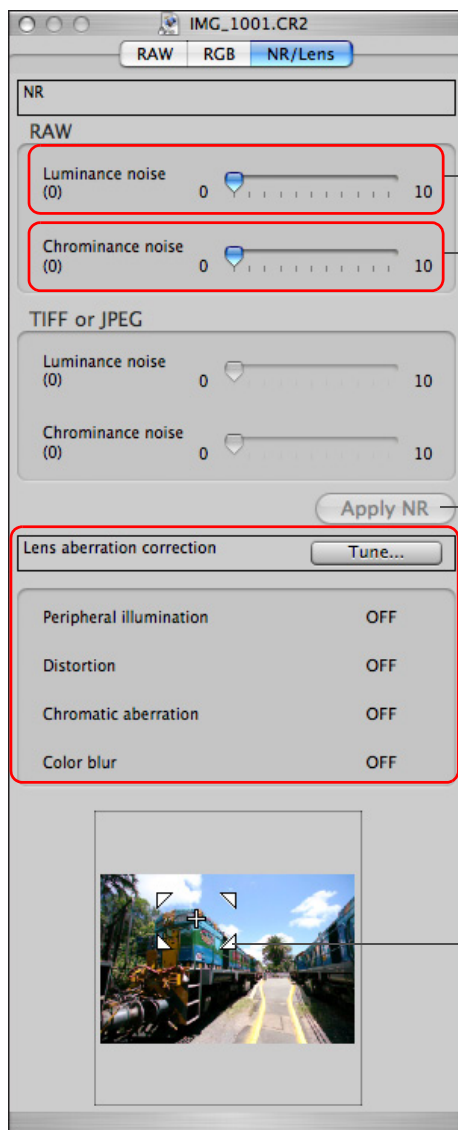 IMG_1001.CR2
RAW RGB NR/Lens
NR
RAW
Luminance noise
(0) 0 10
Chrominance noise
(0) 0 10
TIFF or JPEG
Luminance noise
(0) 0 10
Chrominance noise
(0) 0 10
Apply NR
Lens aberration correction Tune...
Peripheral illumination OFF
Distortion OFF
Chromatic aberration OFF
Color blur OFF